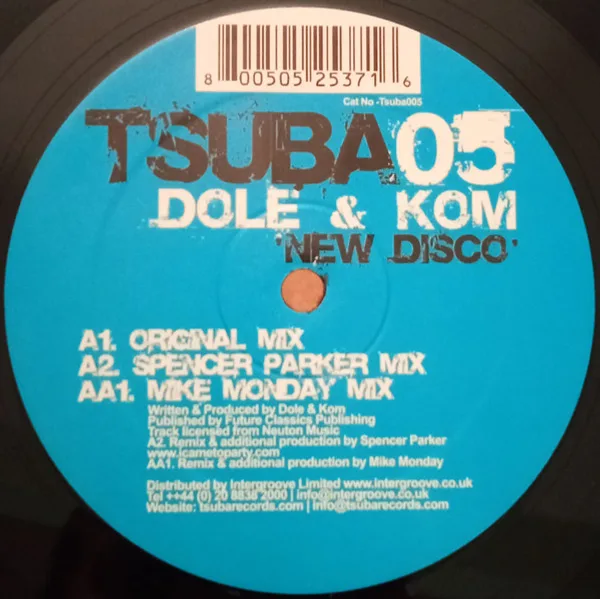 8 00505 25371 6
Cat No -Tsuba005
TSUBA05
DOLE & KOM
'NEW DISCO'
A1. ORIGINAL MIX
A2. SPENCER PARKER MIX
AA1. MIKE MONDAY MIX
Written & Produced by Dole & Kom
Published by Future Classics Publishing
Track licensed from Neuton Music
A2. Remix & additional production by Spencer Parker
www.icametoparty.com
AA1. Remix & additional production by Mike Monday
Distributed by Intergroove Limited www.intergroove.co.uk
Tel ++44 (0) 20 8838 2000 | info@intergroove.co.uk
Website: tsubarecords.com | info@tsubarecords.com